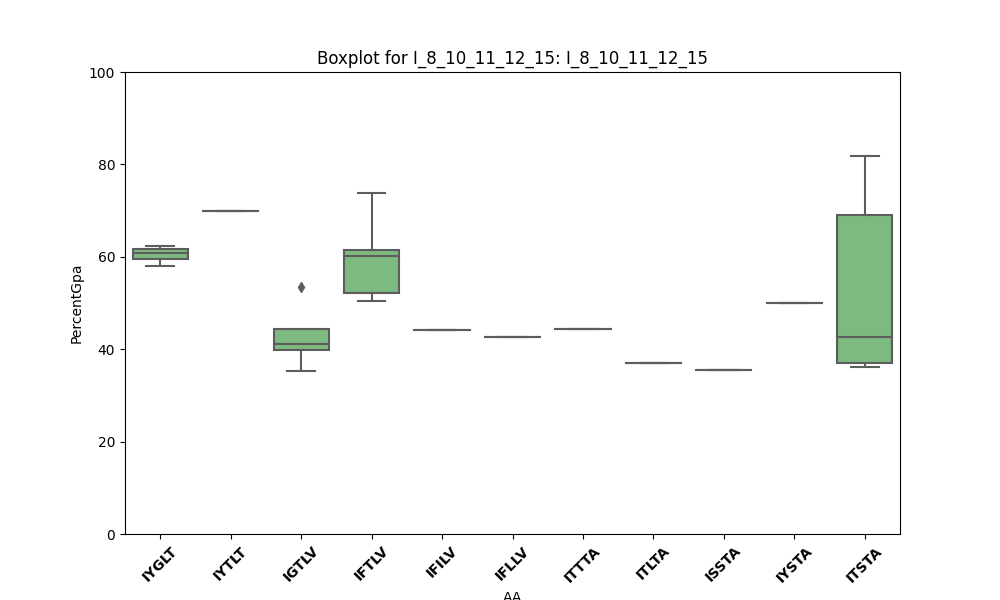 Boxplot for I_8_10_11_12_15: I_8_10_11_12_15
100
80
60
40
20
0
PercentGpa
IYGLT
IYTLT
IGTLV
IFTLV
IFILV
IFLLV
ITTTA
ITLTA
ISSTA
IYSTA
ITSTA
AA